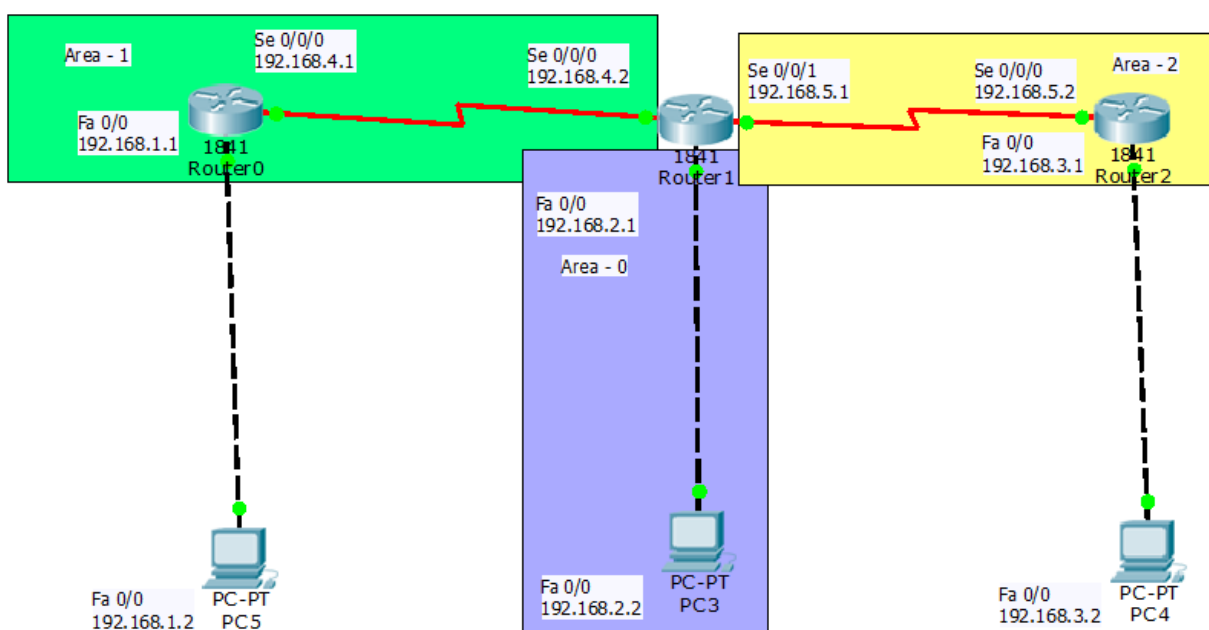 Area - 1
Se 0/0/0
192.168.4.1
Fa 0/0
192.168.1.1
1841
Router0
Se 0/0/0
192.168.4.2
1841
Router1
Se 0/0/1
192.168.5.1
Se 0/0/0
192.168.5.2
Area - 2
Fa 0/0
192.168.3.1
1841
Router2
Fa 0/0
192.168.2.1
Area - 0
Fa 0/0
192.168.1.2
PC-PT
PC5
Fa 0/0
192.168.2.2
PC-PT
PC3
Fa 0/0
192.168.3.2
PC-PT
PC4